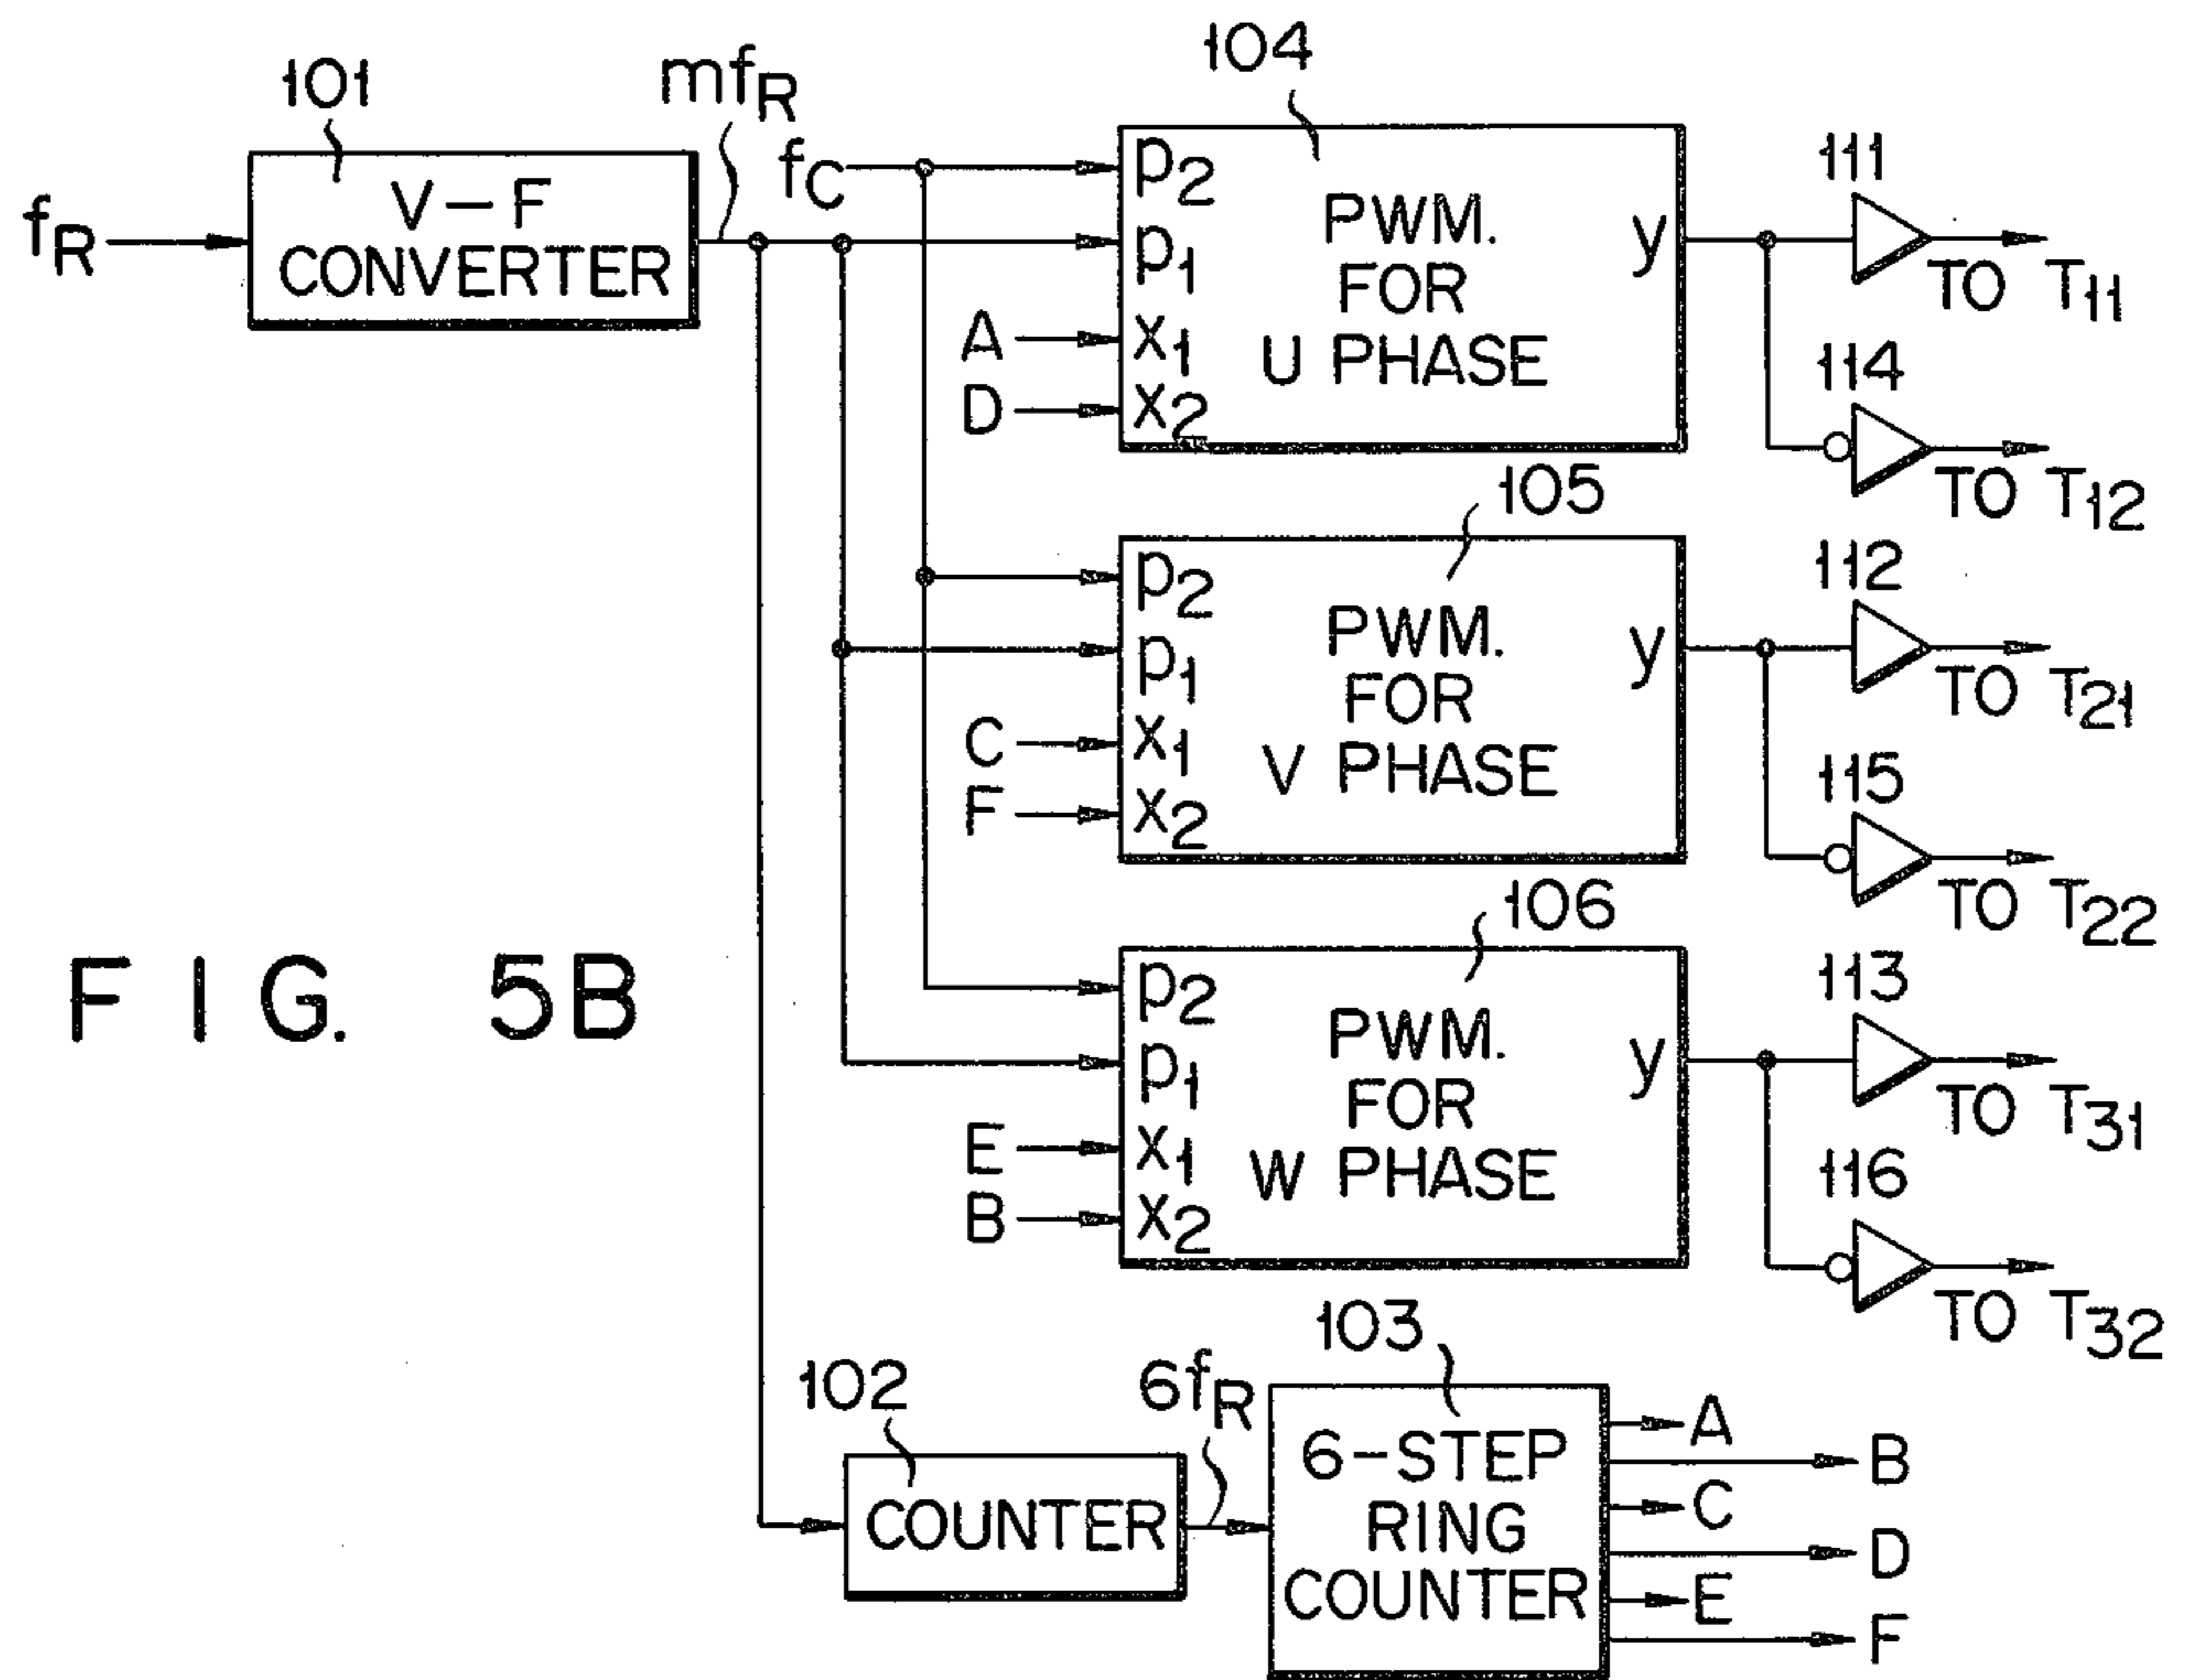 101
mfR
fC
104
fR
V-F
CONVERTER
p2
p1
A
x1
D
x2
PWM.
FOR
U PHASE
y
111
TO T11
114
TO T12
105
p2
p1
C
x1
F
x2
PWM.
FOR
V PHASE
y
112
TO T21
115
TO T22
106
p2
p1
E
x1
B
x2
PWM.
FOR
W PHASE
y
113
TO T31
116
TO T32
FIG. 5B
102
COUNTER
6fR
103
6-STEP
RING
COUNTER
A
B
C
D
E
F